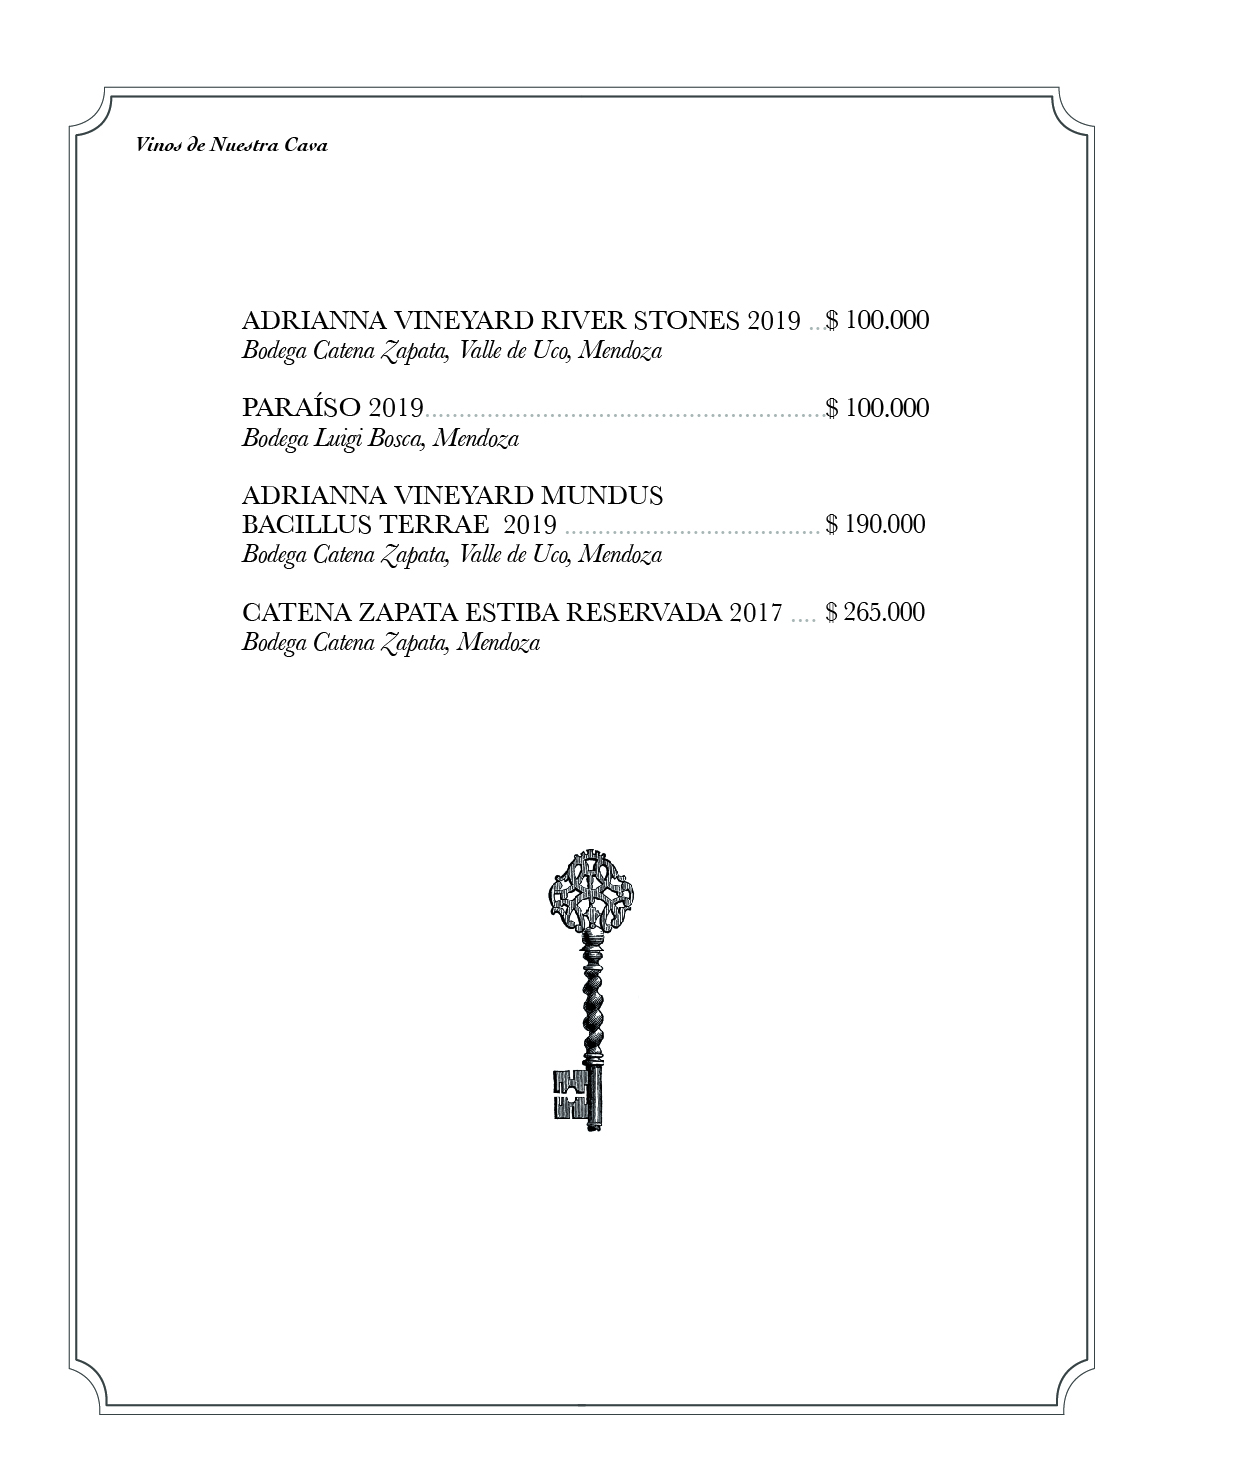 Vinos de Nuestra Cava
ADRIANNA VINEYARD RIVER STONES 2019 ...$ 100.000
Bodega Catena Zapata, Valle de Uco, Mendoza
PARAÍSO 2019..........................................................$ 100.000
Bodega Luigi Bosca, Mendoza
ADRIANNA VINEYARD MUNDUS
BACILLUS TERRAE 2019 ..................................... $ 190.000
Bodega Catena Zapata, Valle de Uco, Mendoza
CATENA ZAPATA ESTIBA RESERVADA 2017 .... $ 265.000
Bodega Catena Zapata, Mendoza